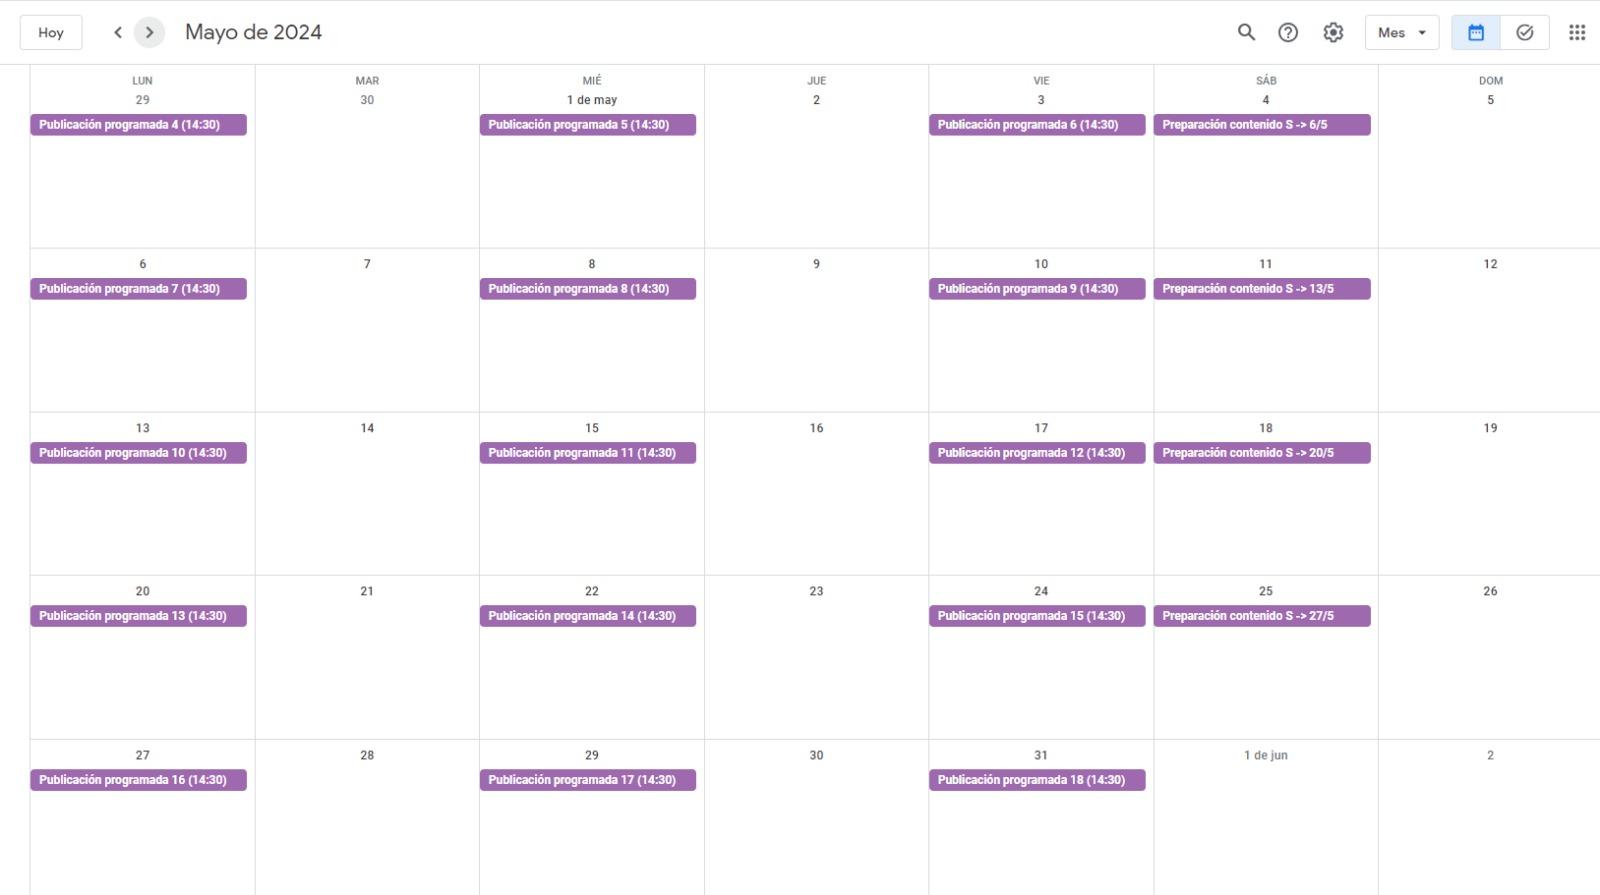 Hoy Mayo de 2024 Mes
LUN MAR MIÉ JUE VIE SÁB DOM
29 30 1 de may 2 3 4 5
Publicación programada 4 (14:30) Publicación programada 5 (14:30) Publicación programada 6 (14:30) Preparación contenido S -> 6/5
6 7 8 9 10 11 12
Publicación programada 7 (14:30) Publicación programada 8 (14:30) Publicación programada 9 (14:30) Preparación contenido S -> 13/5
13 14 15 16 17 18 19
Publicación programada 10 (14:30) Publicación programada 11 (14:30) Publicación programada 12 (14:30) Preparación contenido S -> 20/5
20 21 22 23 24 25 26
Publicación programada 13 (14:30) Publicación programada 14 (14:30) Publicación programada 15 (14:30) Preparación contenido S -> 27/5
27 28 29 30 31 1 de jun 2
Publicación programada 16 (14:30) Publicación programada 17 (14:30) Publicación programada 18 (14:30)